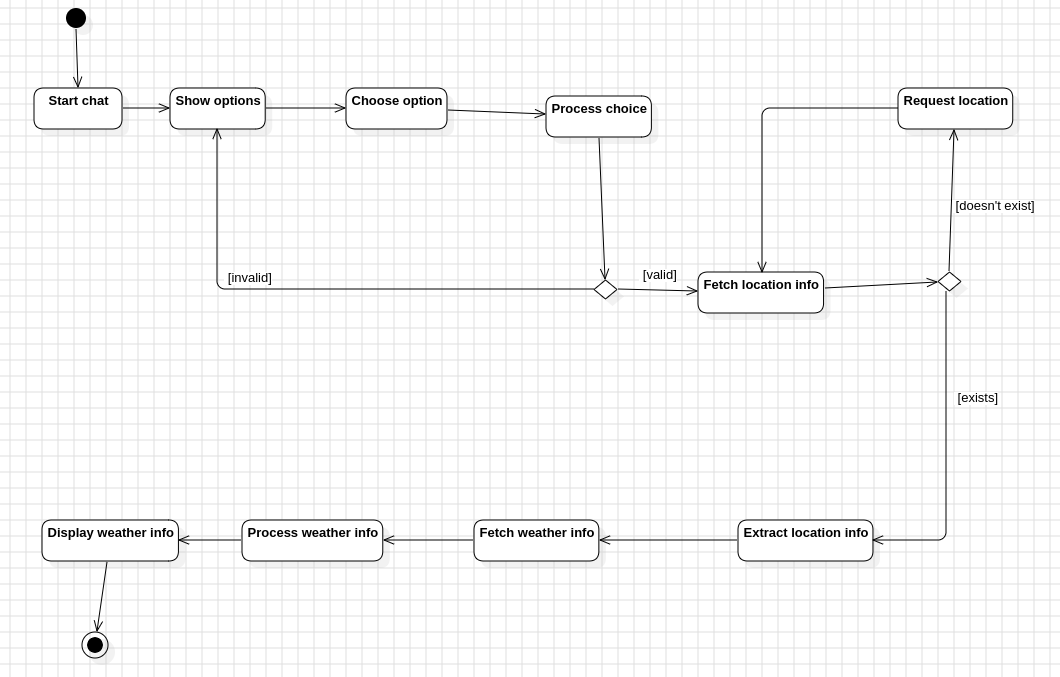 Start chat
Show options
Choose option
Process choice
Request location
[doesn't exist]
[invalid]
[valid]
Fetch location info
[exists]
Display weather info
Process weather info
Fetch weather info
Extract location info